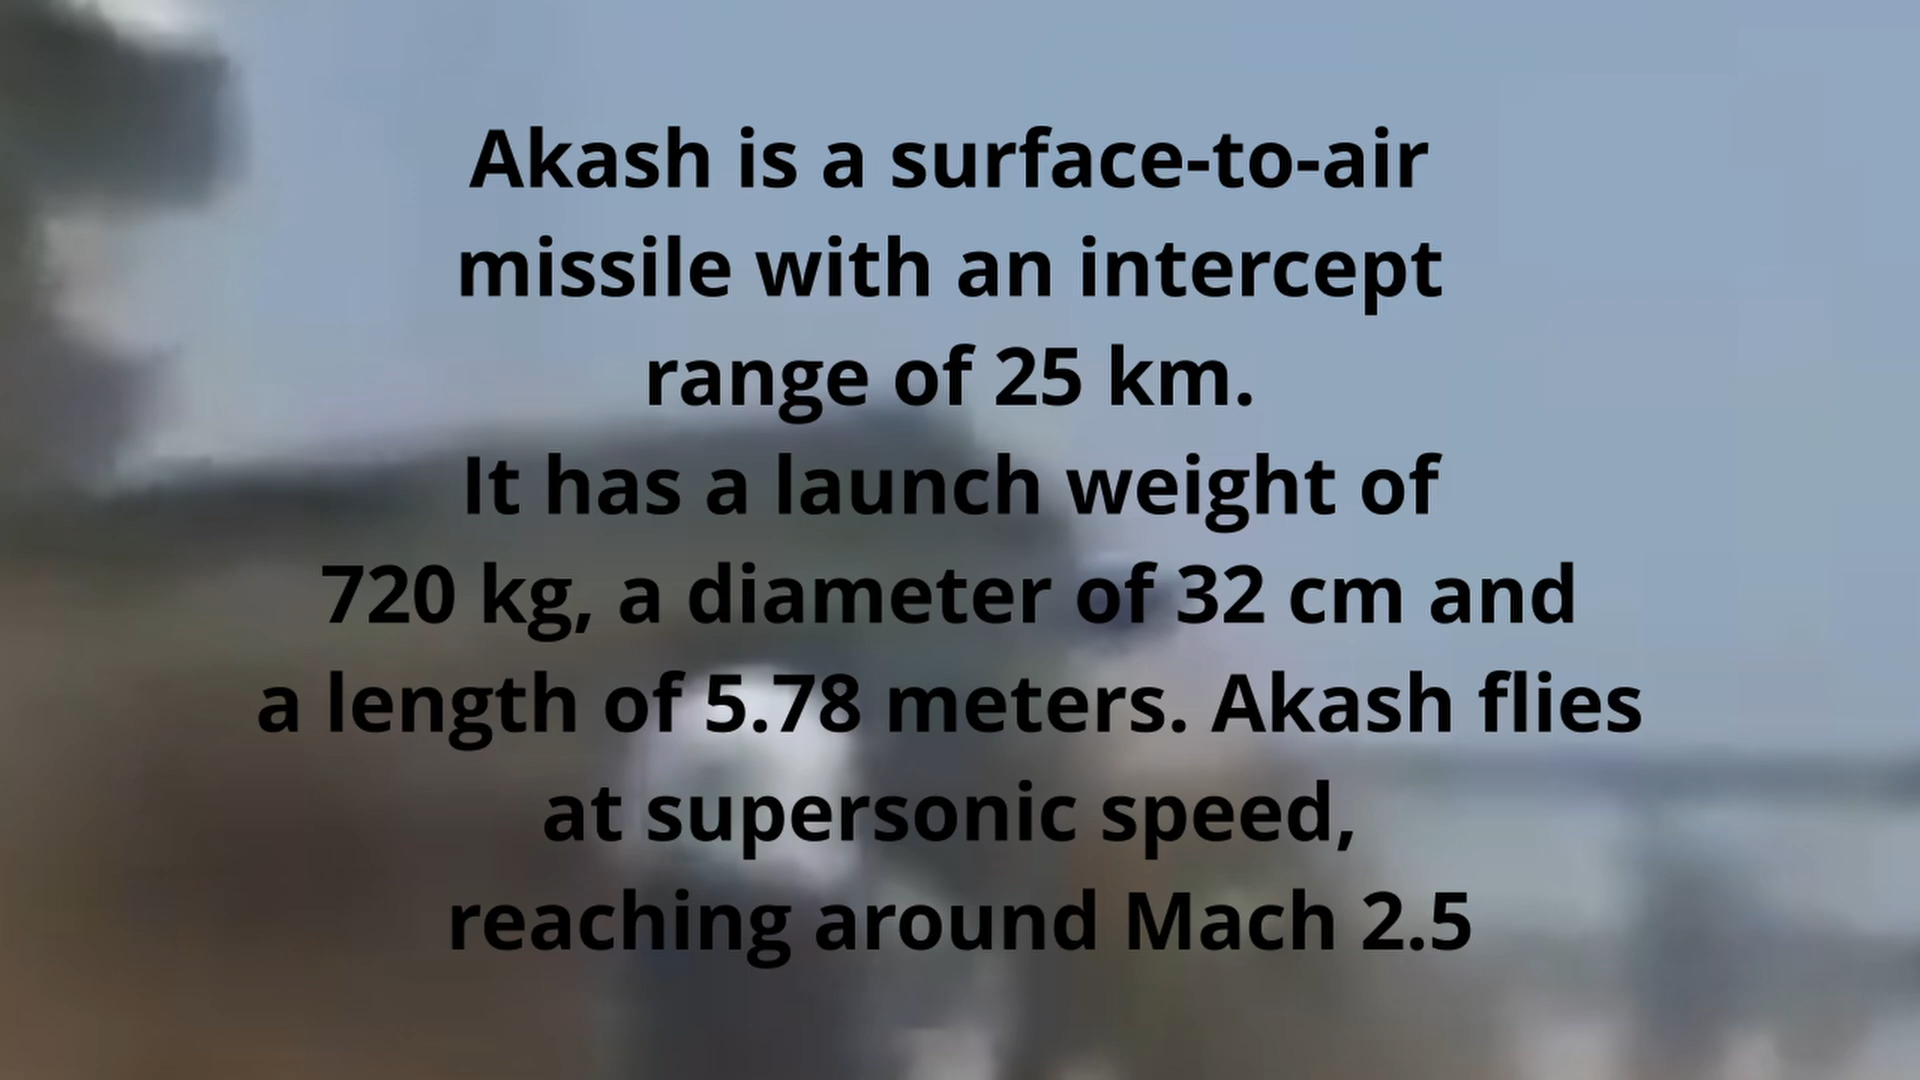 Akash is a surface-to-air
missile with an intercept
range of 25 km.
It has a launch weight of
720 kg, a diameter of 32 cm and
a length of 5.78 meters. Akash flies
at supersonic speed,
reaching around Mach 2.5